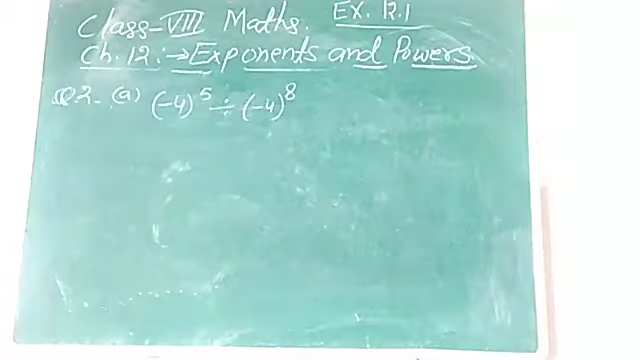 Class-VIII Maths. Ex. 12.1
Ch. 12:→Exponents and Powers.
Q2. (a) (-4)⁵ ÷ (-4)⁸